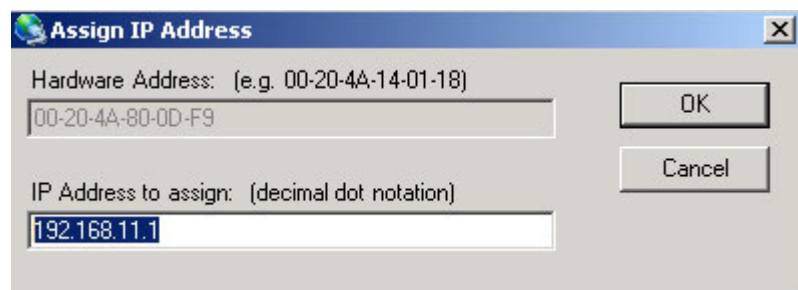 Assign IP Address
Hardware Address: (e.g. 00-20-4A-14-01-18)
00-20-4A-80-0D-F9
OK
Cancel
IP Address to assign: (decimal dot notation)
192.168.11.1